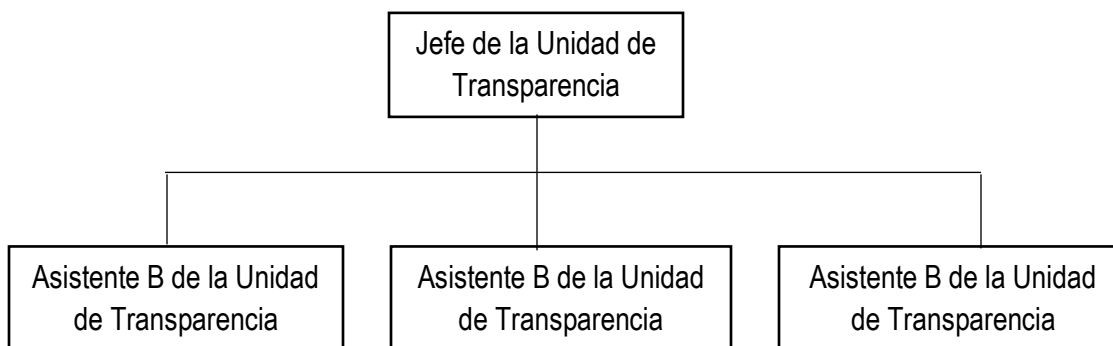 Jefe de la Unidad de
Transparencia
Asistente B de la Unidad
de Transparencia
Asistente B de la Unidad
de Transparencia
Asistente B de la Unidad
de Transparencia